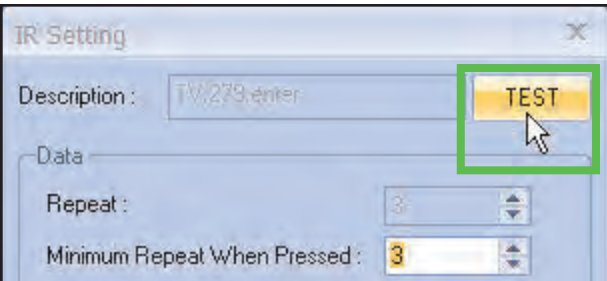 IR Setting
Description : TV.279.enter TEST
Data
Repeat : 3
Minimum Repeat When Pressed : 3